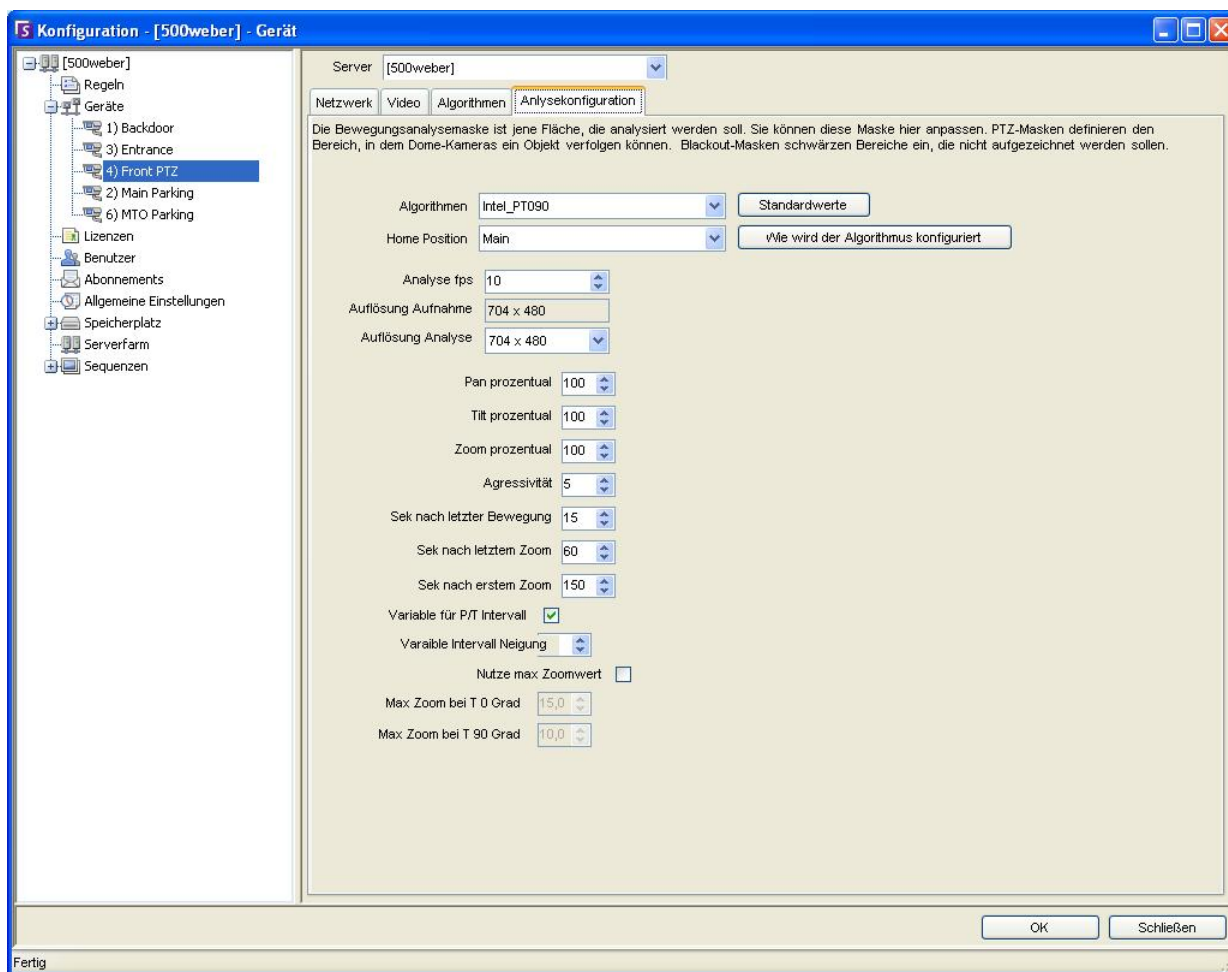 Konfiguration - [500weber] - Gerät
[500weber]
Regeln
Geräte
1) Backdoor
3) Entrance
4) Front PTZ
2) Main Parking
6) MTO Parking
Lizenzen
Benutzer
Abonnements
Allgemeine Einstellungen
Speicherplatz
Serverfarm
Sequenzen
Server [500weber]
Netzwerk Video Algorithmen Anlysekonfiguration
Die Bewegungsanalysemaske ist jene Fläche, die analysiert werden soll. Sie können diese Maske hier anpassen. PTZ-Masken definieren den
Bereich, in dem Dome-Kameras ein Objekt verfolgen können. Blackout-Masken schwärzen Bereiche ein, die nicht aufgezeichnet werden sollen.
Algorithmen Intel_PT090 Standardwerte
Home Position Main Wie wird der Algorithmus konfiguriert
Analyse fps 10
Auflösung Aufnahme 704 x 480
Auflösung Analyse 704 x 480
Pan prozentual 100
Tilt prozentual 100
Zoom prozentual 100
Agressivität 5
Sek nach letzter Bewegung 15
Sek nach letztem Zoom 60
Sek nach erstem Zoom 150
Variable für P/T Intervall
Varaible Intervall Neigung
Nutze max Zoomwert
Max Zoom bei T 0 Grad 15,0
Max Zoom bei T 90 Grad 10,0
OK Schließen
Fertig